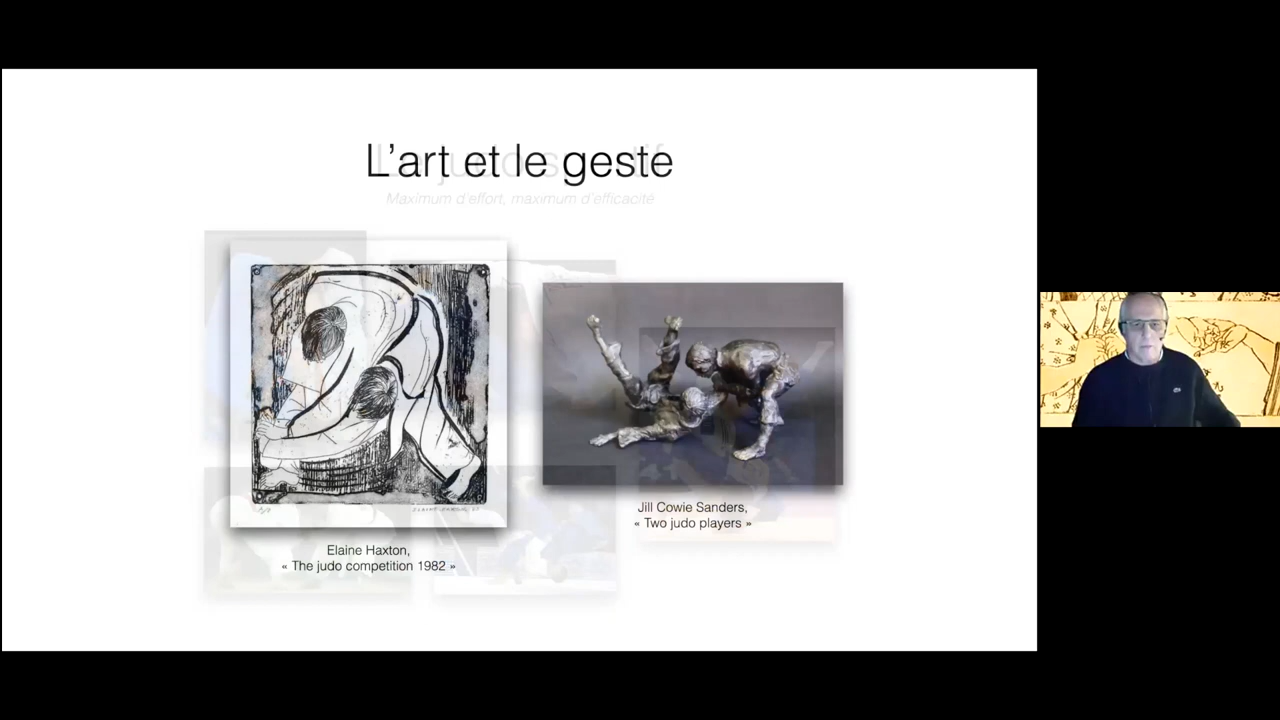 L'art et le geste
Maximum d'effort, maximum d'efficacité
Elaine Haxton,
« The judo competition 1982 »
Jill Cowie Sanders,
« Two judo players »